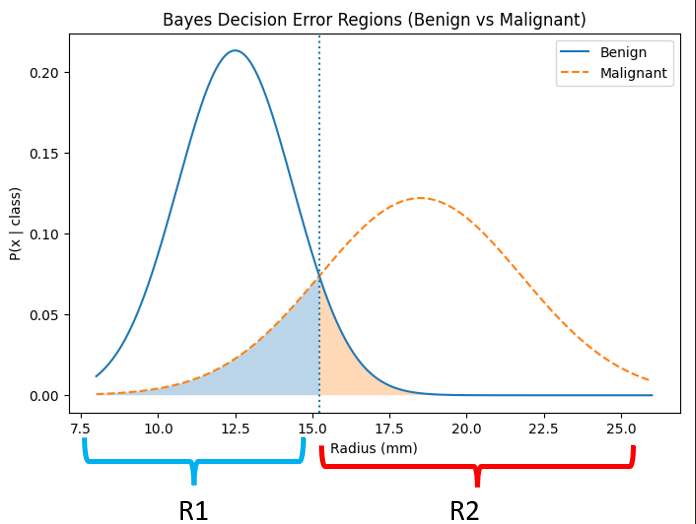 Bayes Decision Error Regions (Benign vs Malignant)
Benign
Malignant
P(x | class)
0.20
0.15
0.10
0.05
0.00
7.5 10.0 12.5 15.0 17.5 20.0 22.5 25.0
Radius (mm)
R1 R2